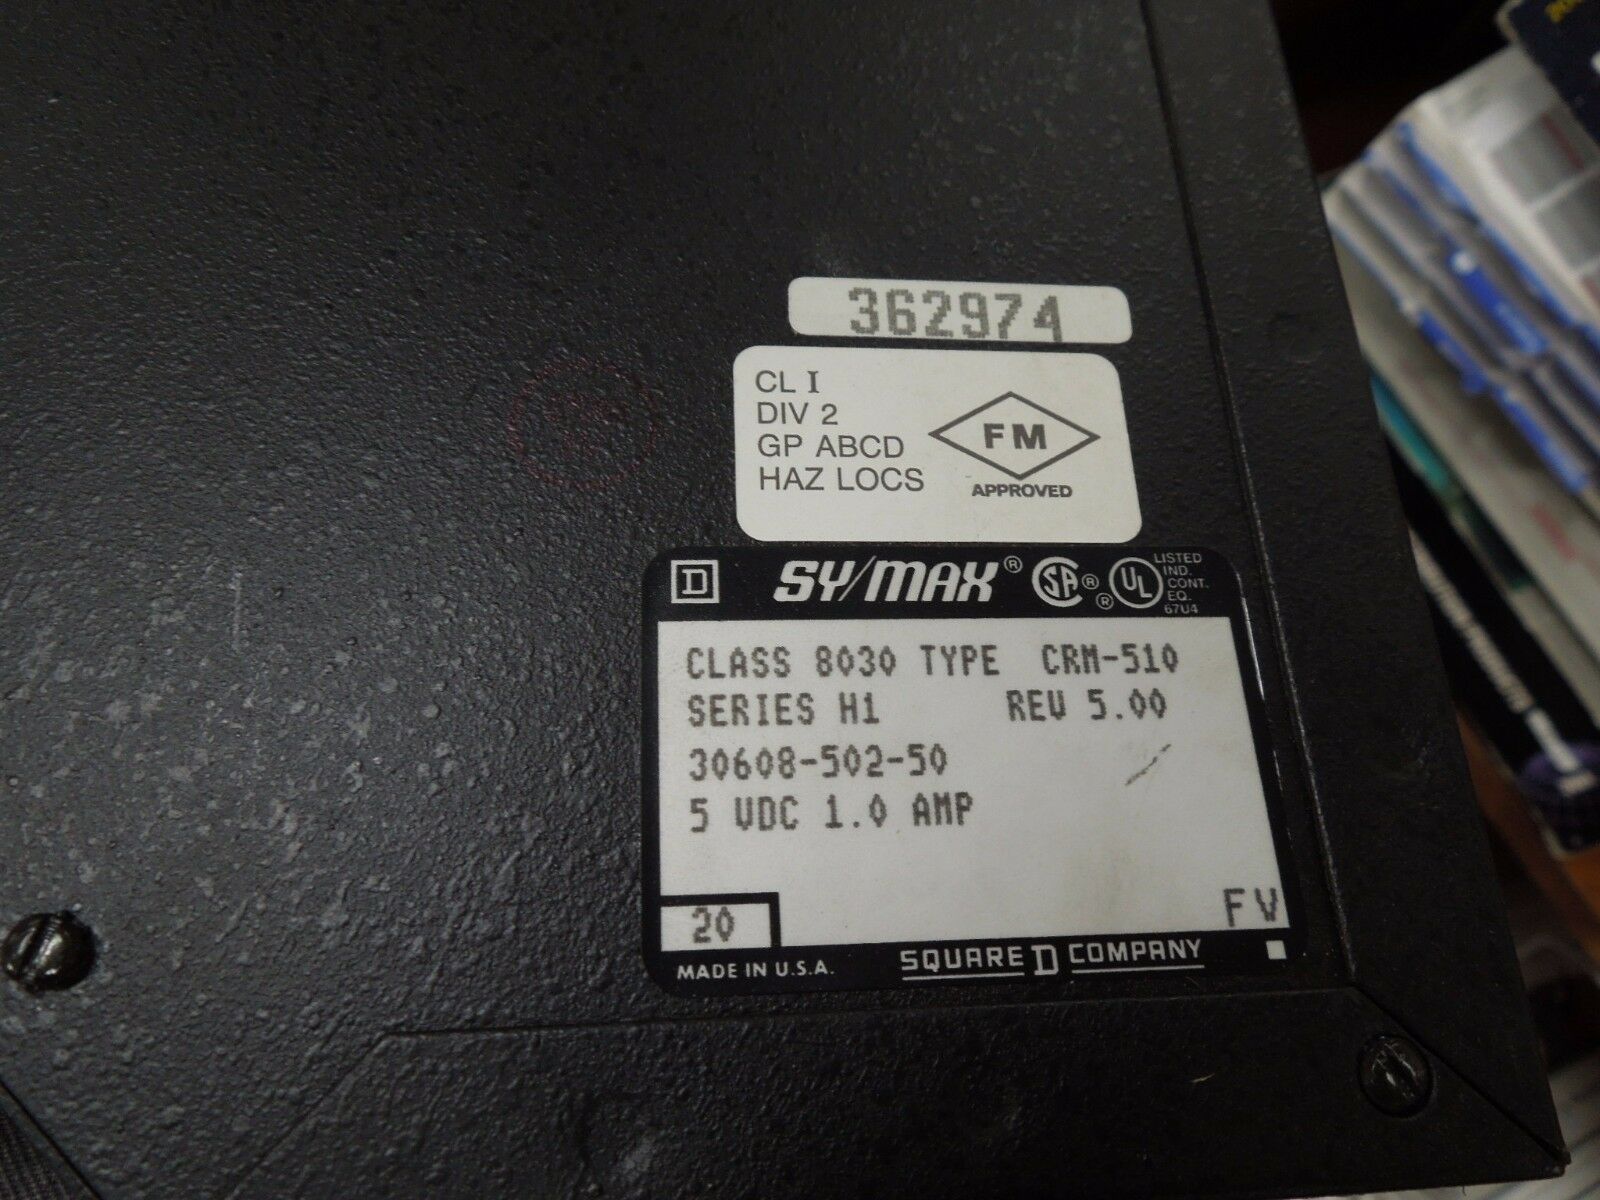 362974
CL I
DIV 2
GP ABCD
HAZ LOCS
FM
APPROVED
D SY/MAX® SA ® ® UL LISTED
IND.
CONT.
EQ.
67U4
CLASS 8030 TYPE CRM-510
SERIES H1 REV 5.00
30608-502-50
5 VDC 1.0 AMP
20
FV
MADE IN U.S.A. SQUARE D COMPANY